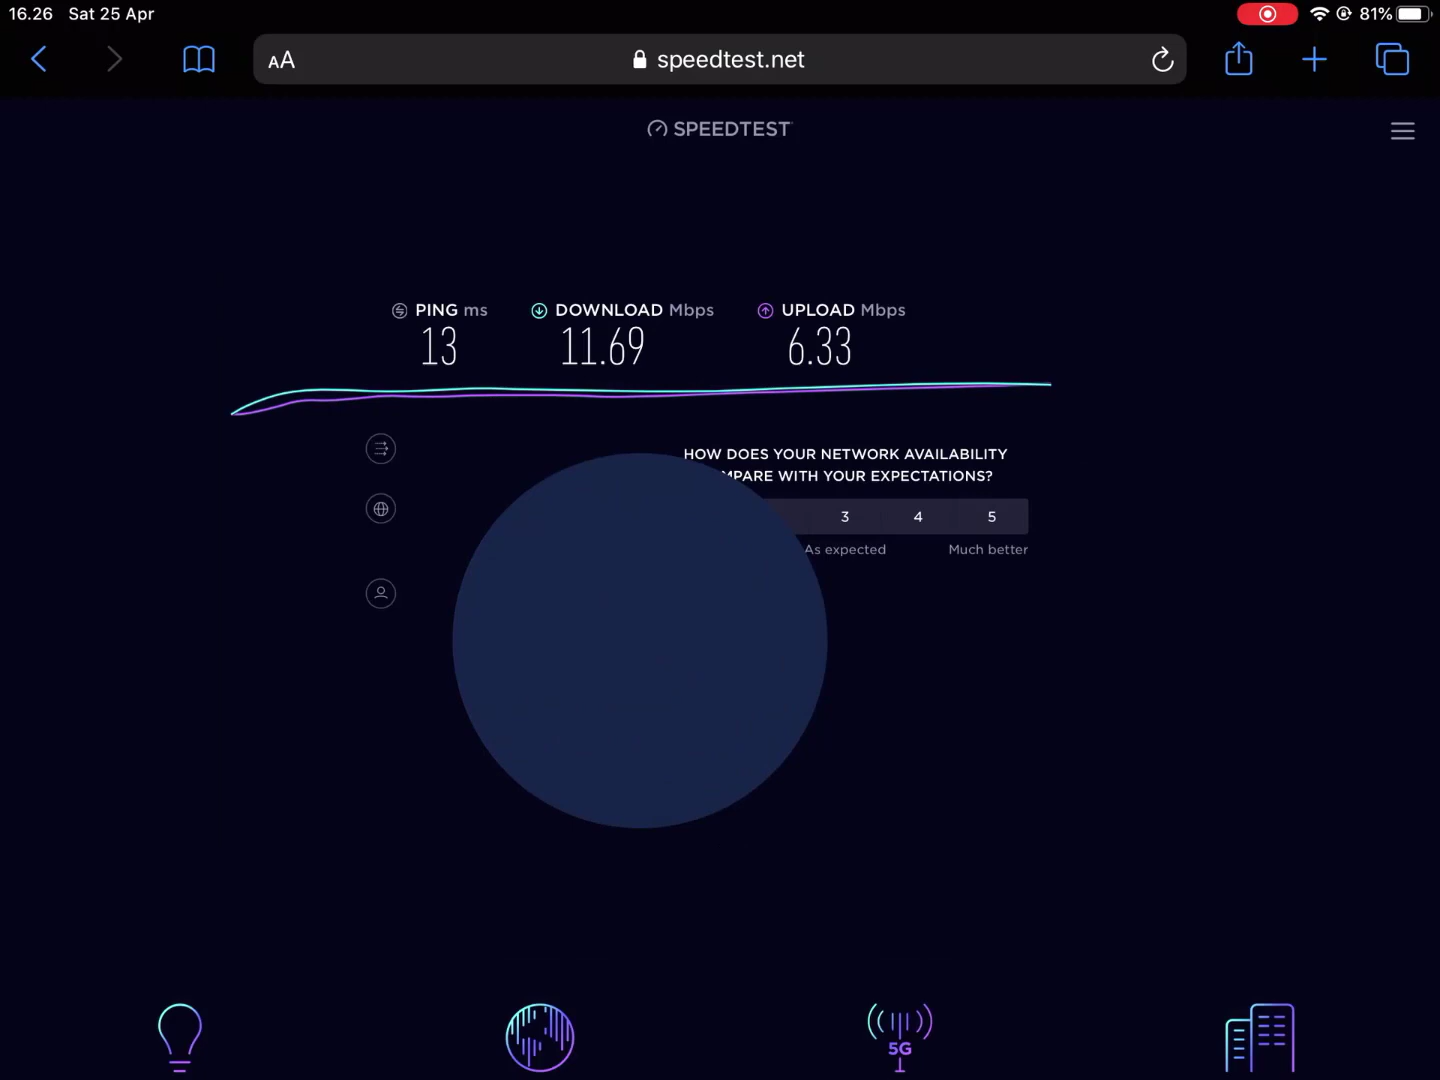 16.26 Sat 25 Apr 81%
AA speedtest.net
SPEEDTEST
PING ms DOWNLOAD Mbps UPLOAD Mbps
13 11.69 6.33
HOW DOES YOUR NETWORK AVAILABILITY
MPARE WITH YOUR EXPECTATIONS?
3 4 5
As expected Much better
5G